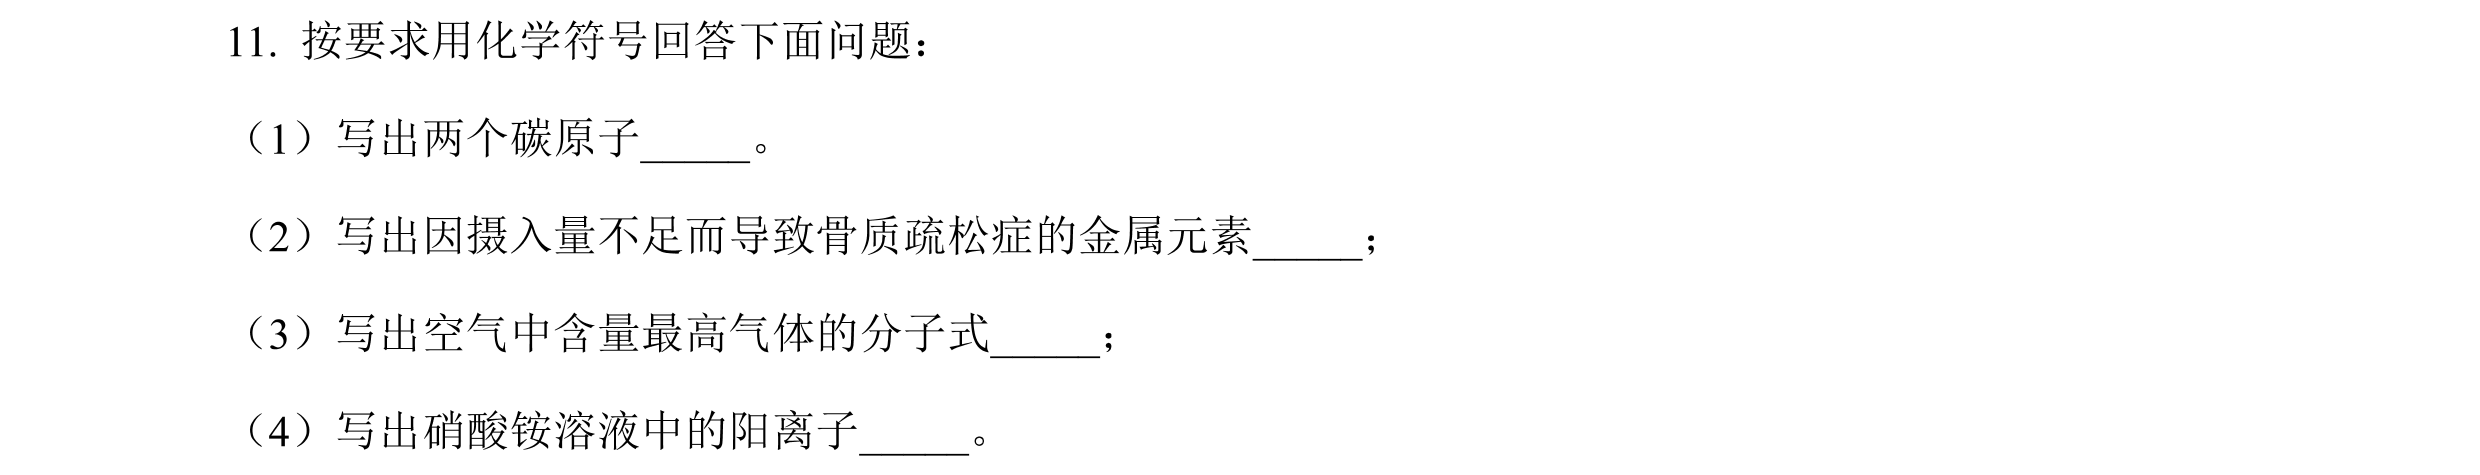 11. 按要求用化学符号回答下面问题：
（1）写出两个碳原子_____。
（2）写出因摄入量不足而导致骨质疏松症的金属元素_____；
（3）写出空气中含量最高气体的分子式_____；
（4）写出硝酸铵溶液中的阳离子_____。